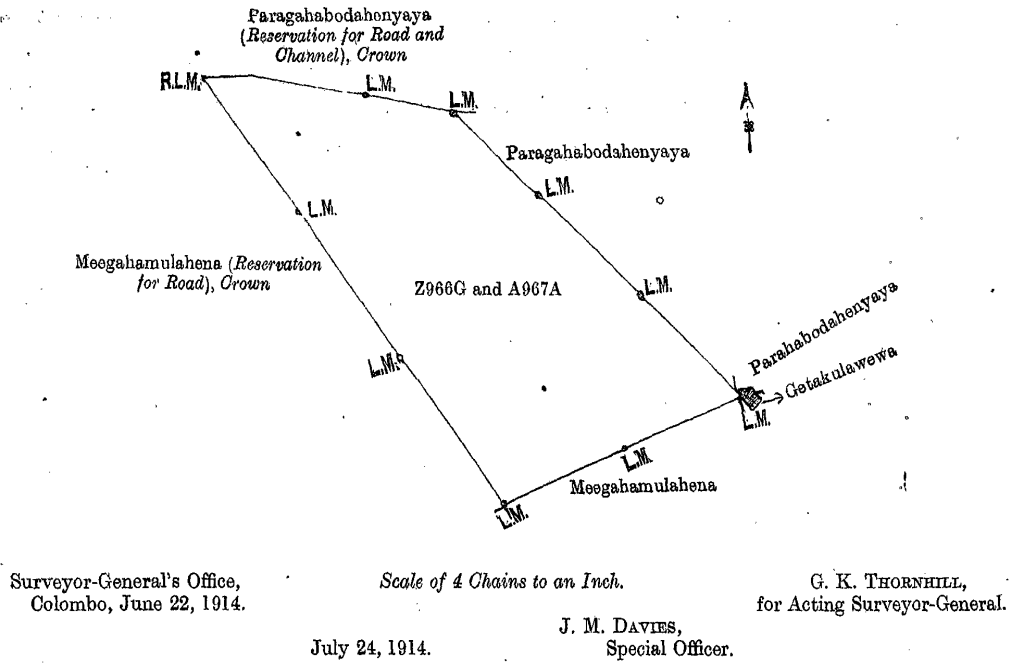 Paragahabodahenyaya
(Reservation for Road and
Channel), Crown
R.L.M.
L.M.
L.M.
Paragahabodahenyaya
L.M.
L.M.
Meegahamulahena (Reservation
for Road), Crown
Z966G and A967A
L.M.
Parahabodahenyaya
Getakulawewa
L.M.
L.M.
L.M.
Meegahamulahena
L.M.
Surveyor-General's Office,
Colombo, June 22, 1914.
Scale of 4 Chains to an Inch.
G. K. THORNHILL,
for Acting Surveyor-General.
July 24, 1914.
J. M. DAVIES,
Special Officer.